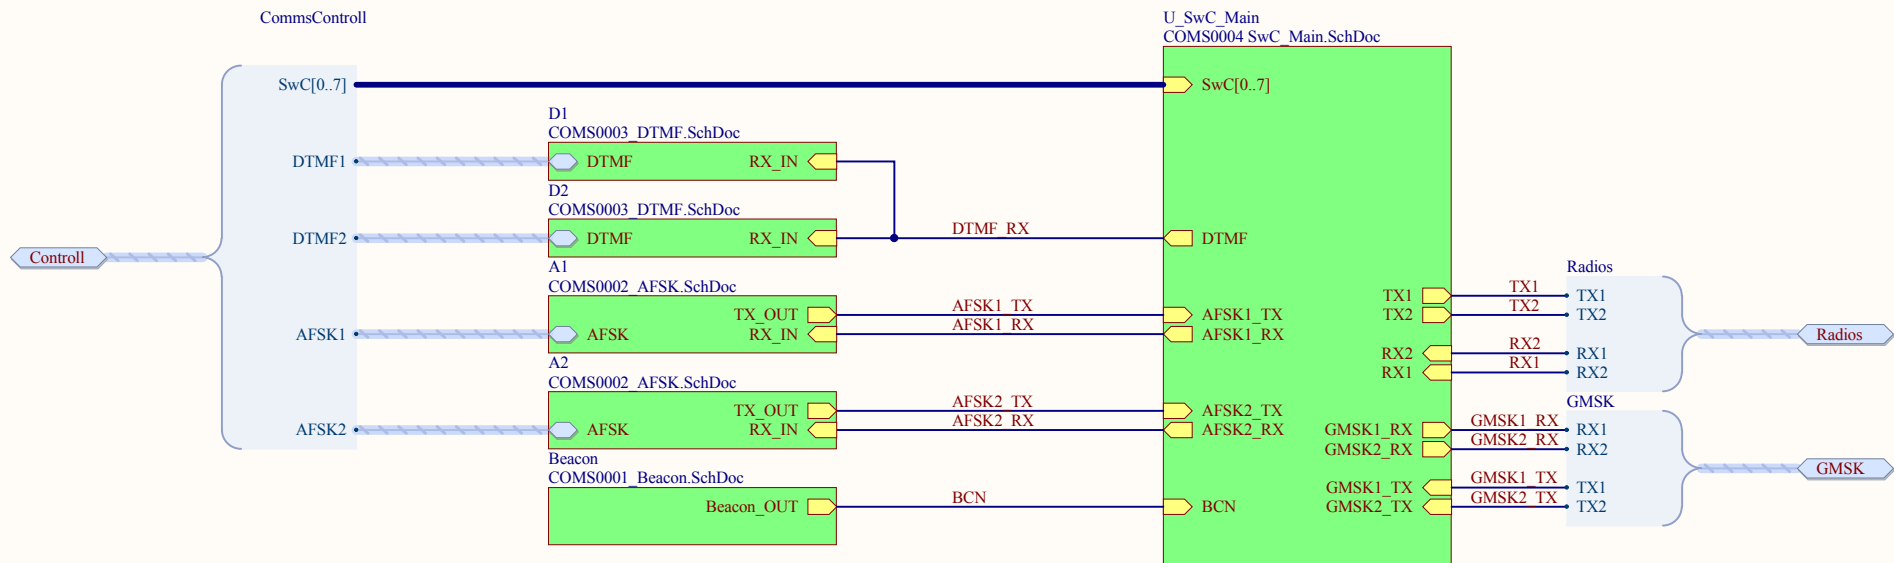 CommsControll
U_SwC_Main
COMS0004 SwC_Main.SchDoc
SwC[0..7]
SwC[0..7]
D1
COMS0003_DTMF.SchDoc
DTMF1
DTMF
RX_IN
D2
COMS0003_DTMF.SchDoc
DTMF2
DTMF
RX_IN
DTMF_RX
DTMF
Controll
A1
COMS0002_AFSK.SchDoc
TX_OUT
AFSK1_TX
AFSK1_TX
AFSK1
AFSK
RX_IN
AFSK1_RX
AFSK1_RX
A2
COMS0002_AFSK.SchDoc
TX_OUT
AFSK2_TX
AFSK2_TX
AFSK2
AFSK
RX_IN
AFSK2_RX
AFSK2_RX
Beacon
COMS0001_Beacon.SchDoc
Beacon_OUT
BCN
BCN
Radios
TX1
TX1
TX1
TX2
TX2
TX2
RX2
RX2
RX1
RX1
RX1
RX2
Radios
GMSK
GMSK1_RX
GMSK1_RX
RX1
GMSK2_RX
GMSK2_RX
RX2
GMSK
GMSK1_TX
GMSK1_TX
TX1
GMSK2_TX
GMSK2_TX
TX2